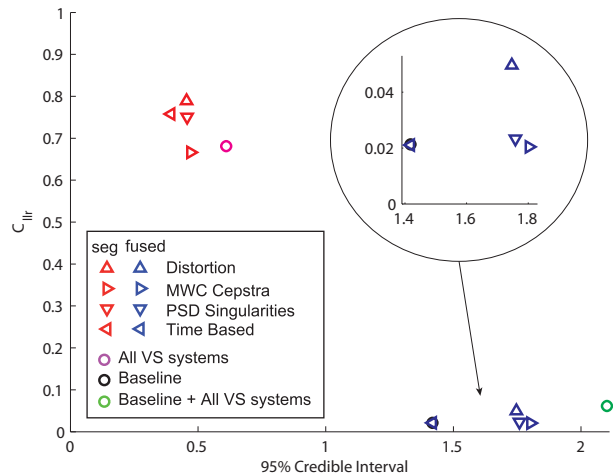 1
0.9
0.8
0.7
0.6
0.5
0.4
0.3
0.2
0.1
0
C_llr
0.04
0.02
0
1.4 1.6 1.8
seg fused
Distortion
MWC Cepstra
PSD Singularities
Time Based
All VS systems
Baseline
Baseline + All VS systems
0 0.5 1 1.5 2
95% Credible Interval